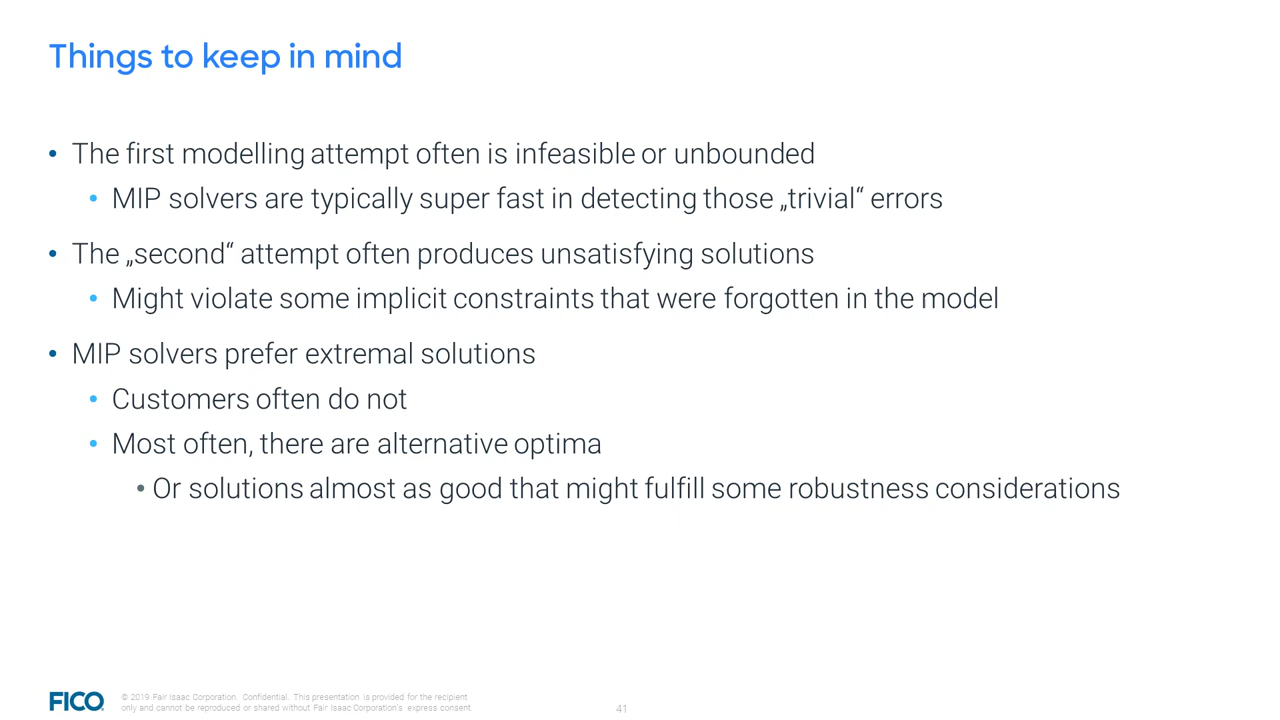 Things to keep in mind
• The first modelling attempt often is infeasible or unbounded
• MIP solvers are typically super fast in detecting those „trivial“ errors
• The „second“ attempt often produces unsatisfying solutions
• Might violate some implicit constraints that were forgotten in the model
• MIP solvers prefer extremal solutions
• Customers often do not
• Most often, there are alternative optima
• Or solutions almost as good that might fulfill some robustness considerations
FICO
© 2019 Fair Isaac Corporation. Confidential. This presentation is provided for the recipient
only and cannot be reproduced or shared without Fair Isaac Corporation's express consent.
41